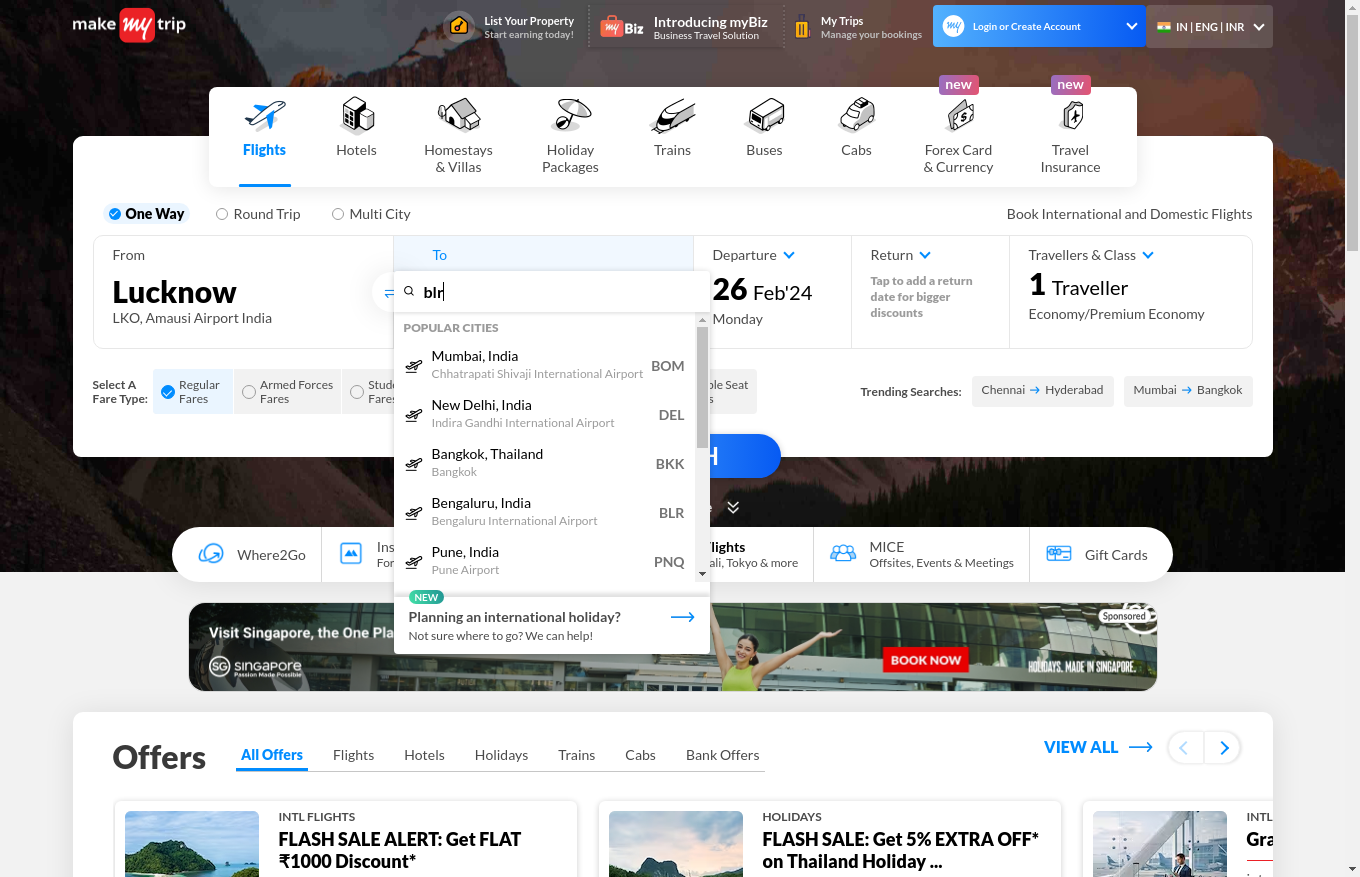 make my trip
List Your Property
Start earning today!
my Biz
Introducing myBiz
Business Travel Solution
My Trips
Manage your bookings
my
Login or Create Account
IN | ENG | INR
new
new
Flights
Hotels
Homestays
& Villas
Holiday
Packages
Trains
Buses
Cabs
Forex Card
& Currency
Travel
Insurance
One Way
Round Trip
Multi City
Book International and Domestic Flights
From
Lucknow
LKO, Amausi Airport India
To
blr
Departure
26 Feb'24
Monday
Return
Tap to add a return
date for bigger
discounts
Travellers & Class
1 Traveller
Economy/Premium Economy
POPULAR CITIES
Mumbai, India
Chhatrapati Shivaji International Airport
BOM
New Delhi, India
Indira Gandhi International Airport
DEL
Bangkok, Thailand
Bangkok
BKK
Bengaluru, India
Bengaluru International Airport
BLR
Pune, India
Pune Airport
PNQ
NEW
Planning an international holiday?
Not sure where to go? We can help!
Select A
Fare Type:
Regular
Fares
Armed Forces
Fares
Stud
Fares
le Seat
s
Trending Searches:
Chennai → Hyderabad
Mumbai → Bangkok
H
Where2Go
Ins
For
lights
ali, Tokyo & more
MICE
Offsites, Events & Meetings
Gift Cards
Visit Singapore, the One Pla
SG SINGAPORE
Passion Made Possible
Sponsored
BOOK NOW
HOLIDAYS. MADE IN SINGAPORE.
Offers
All Offers
Flights
Hotels
Holidays
Trains
Cabs
Bank Offers
VIEW ALL
INTL FLIGHTS
FLASH SALE ALERT: Get FLAT
₹1000 Discount*
HOLIDAYS
FLASH SALE: Get 5% EXTRA OFF*
on Thailand Holiday ...
INTL
Gra